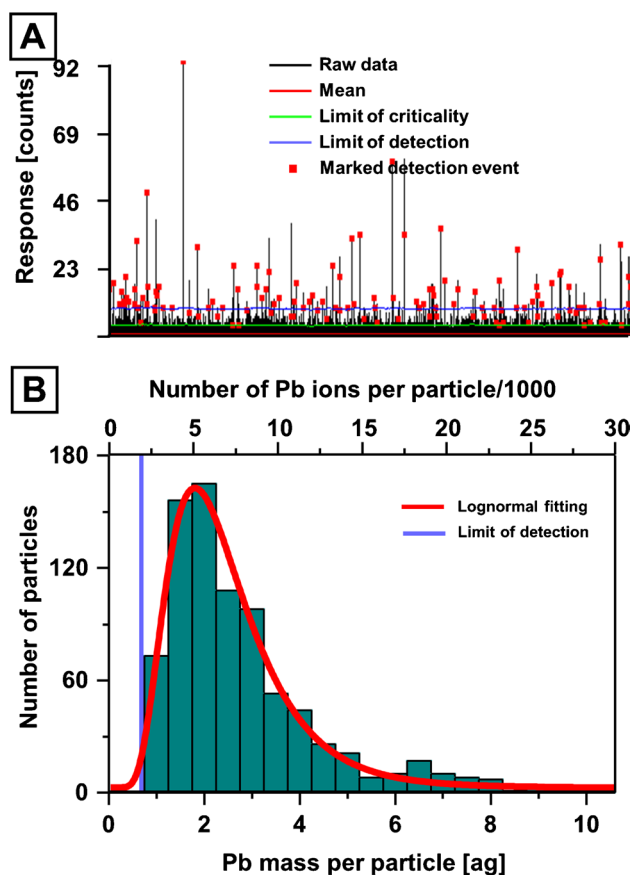 A
Response [counts]
92
69
46
23
Raw data
Mean
Limit of criticality
Limit of detection
Marked detection event
B
Number of Pb ions per particle/1000
0 5 10 15 20 25 30
Number of particles
180
120
60
0
Lognormal fitting
Limit of detection
0 2 4 6 8 10
Pb mass per particle [ag]